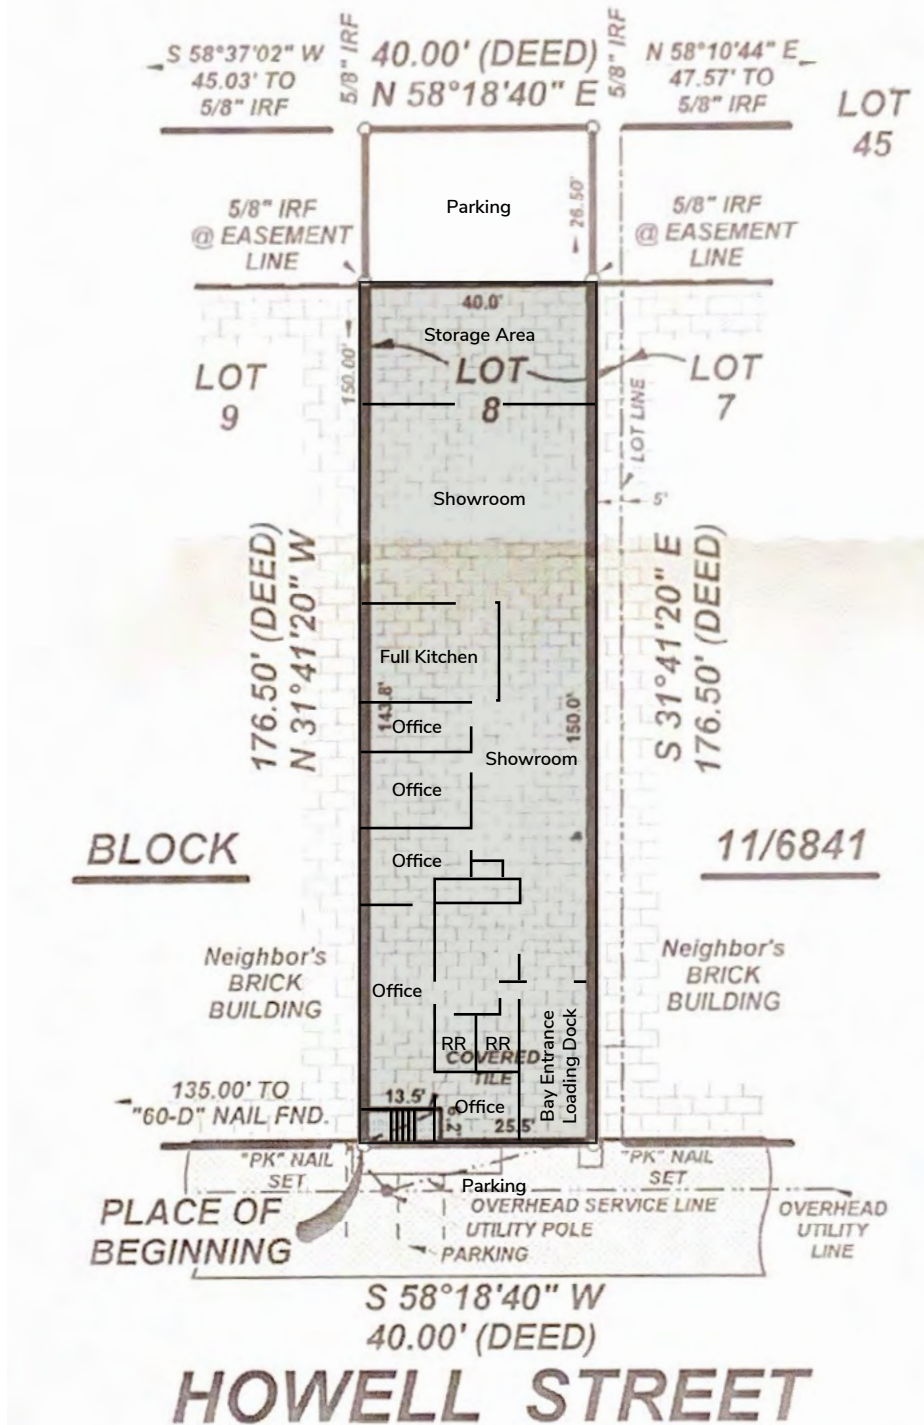 S 58°37'02" W
45.03' TO
5/8" IRF
5/8" IRF
40.00' (DEED)
N 58°18'40" E
5/8" IRF
N 58°10'44" E
47.57' TO
5/8" IRF
LOT
45
Parking
26.50'
5/8" IRF
@ EASEMENT
LINE
5/8" IRF
@ EASEMENT
LINE
40.0'
Storage Area
150.00'
LOT
9
LOT
8
LOT
7
LOT LINE
Showroom
5'
176.50' (DEED)
N 31°41'20" W
S 31°41'20" E
176.50' (DEED)
Full Kitchen
143.8'
Office
150.0'
Showroom
Office
BLOCK
11/6841
Office
Neighbor's
BRICK
BUILDING
Neighbor's
BRICK
BUILDING
Office
RR
RR
COVERED
TILE
Bay Entrance
Loading Dock
135.00' TO
"60-D" NAIL FND.
13.5'
Office
25.5'
"PK" NAIL
SET
"PK" NAIL
SET
Parking
PLACE OF
BEGINNING
OVERHEAD SERVICE LINE
UTILITY POLE
PARKING
OVERHEAD
UTILITY
LINE
S 58°18'40" W
40.00' (DEED)
HOWELL STREET